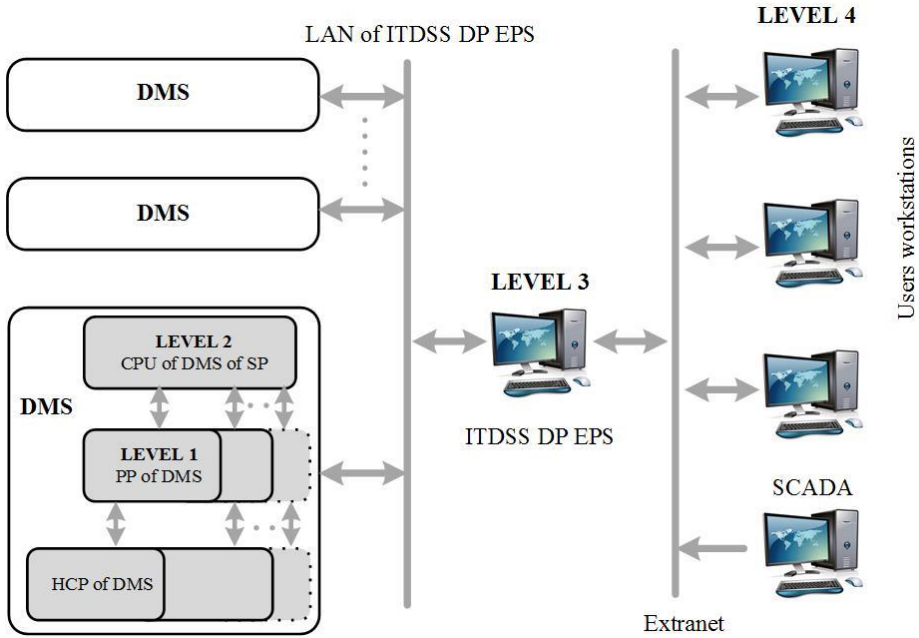 LEVEL 4
LAN of ITDSS DP EPS
DMS
DMS
Users workstations
LEVEL 3
LEVEL 2
CPU of DMS of SP
DMS
LEVEL 1
PP of DMS
ITDSS DP EPS
SCADA
HCP of DMS
Extranet